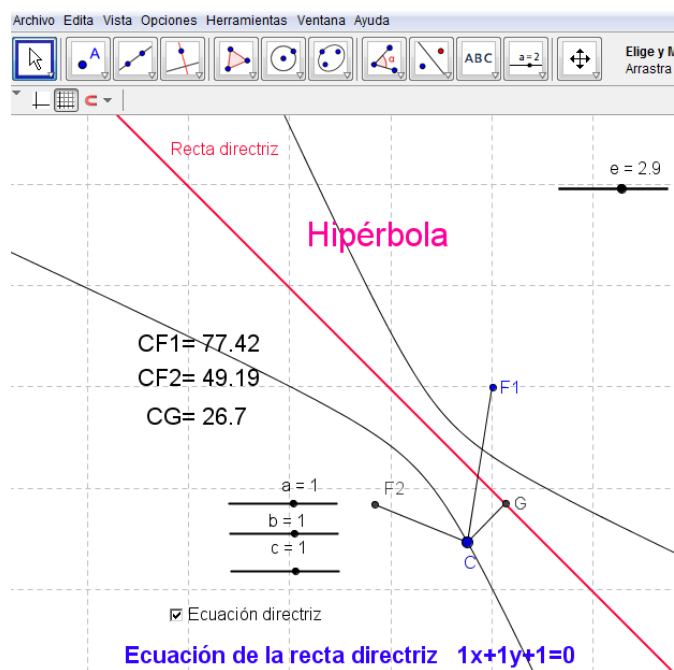 Archivo Edita Vista Opciones Herramientas Ventana Ayuda
A
α
ABC
a=2
Elige y M
Arrastra
Recta directriz
e = 2.9
Hipérbola
CF1= 77.42
CF2= 49.19
CG= 26.7
F1
a = 1
F2
G
b = 1
c = 1
C
Ecuación directriz
Ecuación de la recta directriz 1x+1y+1=0